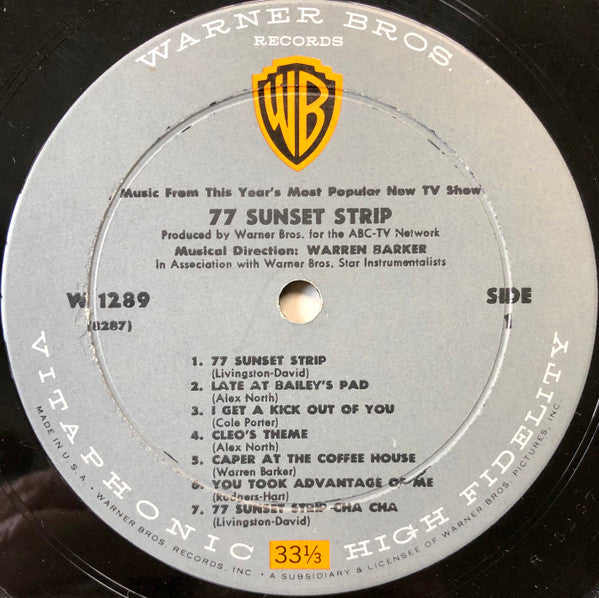 WARNER BROS.
RECORDS
WB
Music From This Year's Most Popular New TV Show
77 SUNSET STRIP
Produced by Warner Bros. for the ABC-TV Network
Musical Direction: WARREN BARKER
In Association with Warner Bros. Star Instrumentalists
W 1289
(8287)
SIDE
1
1. 77 SUNSET STRIP
(Livingston-David)
2. LATE AT BAILEY'S PAD
(Alex North)
3. I GET A KICK OUT OF YOU
(Cole Porter)
4. CLEO'S THEME
(Alex North)
5. CAPER AT THE COFFEE HOUSE
(Warren Barker)
6. YOU TOOK ADVANTAGE OF ME
(Rodgers-Hart)
7. 77 SUNSET STRIP CHA CHA
(Livingston-David)
VITAPHONIC HIGH FIDELITY
33⅓
MADE IN U.S.A. • WARNER BROS. RECORDS, INC. • A SUBSIDIARY & LICENSEE OF WARNER BROS. PICTURES, INC.